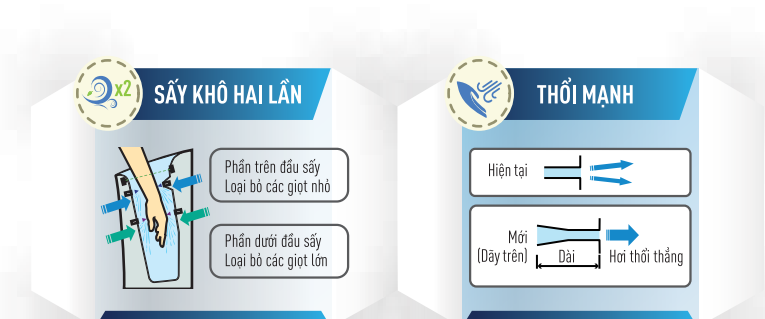 x2
SẤY KHÔ HAI LẦN
Phần trên đầu sấy
Loại bỏ các giọt nhỏ
Phần dưới đầu sấy
Loại bỏ các giọt lớn
THỔI MẠNH
Hiện tại
Mới
(Dãy trên)
Dài
Hơi thổi thẳng